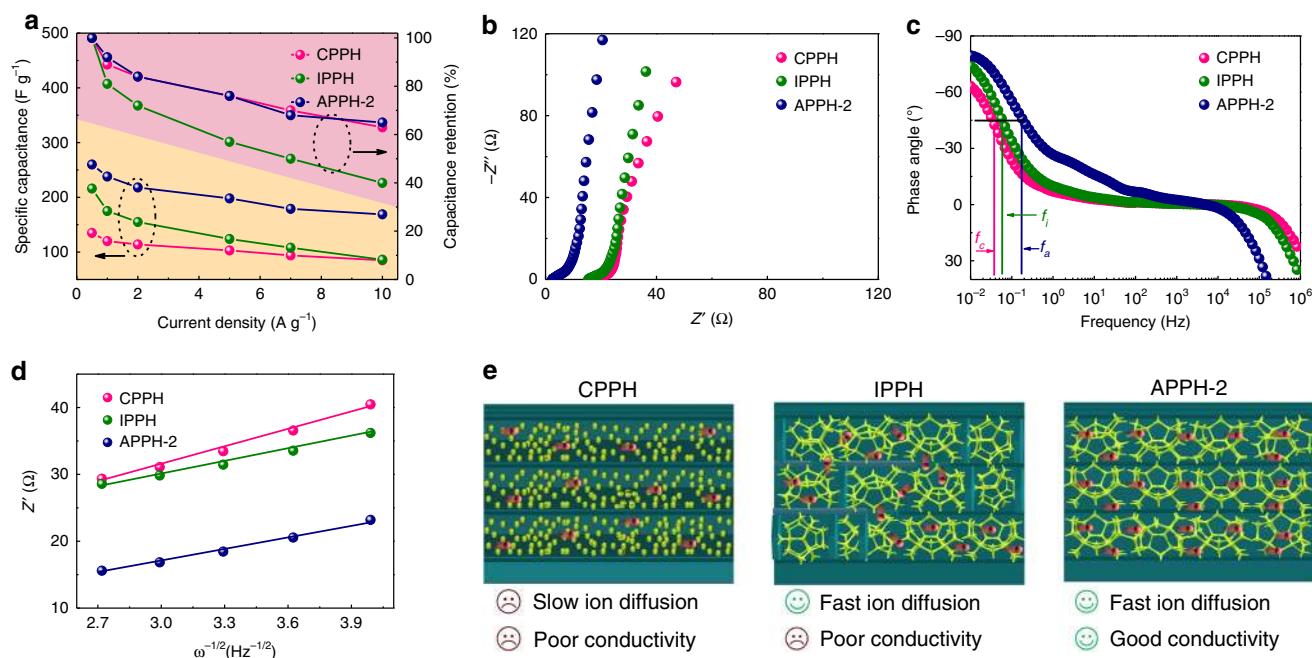 a
Specific capacitance (F g⁻¹)
500
400
300
200
100
0
2
4
6
8
10
Current density (A g⁻¹)
100
80
60
40
20
0
Capacitance retention (%)
CPPH
IPPH
APPH-2
b
−Z″ (Ω)
120
80
40
0
0
40
80
120
Z′ (Ω)
CPPH
IPPH
APPH-2
c
Phase angle (°)
−90
−60
−30
0
30
10⁻²
10⁻¹
10⁰
10¹
10²
10³
10⁴
10⁵
10⁶
Frequency (Hz)
CPPH
IPPH
APPH-2
fc
fi
fa
d
Z′ (Ω)
40
30
20
10
2.7
3.0
3.3
3.6
3.9
ω⁻¹/²(Hz⁻¹/²)
CPPH
IPPH
APPH-2
e
CPPH
IPPH
APPH-2
Slow ion diffusion
Poor conductivity
Fast ion diffusion
Poor conductivity
Fast ion diffusion
Good conductivity